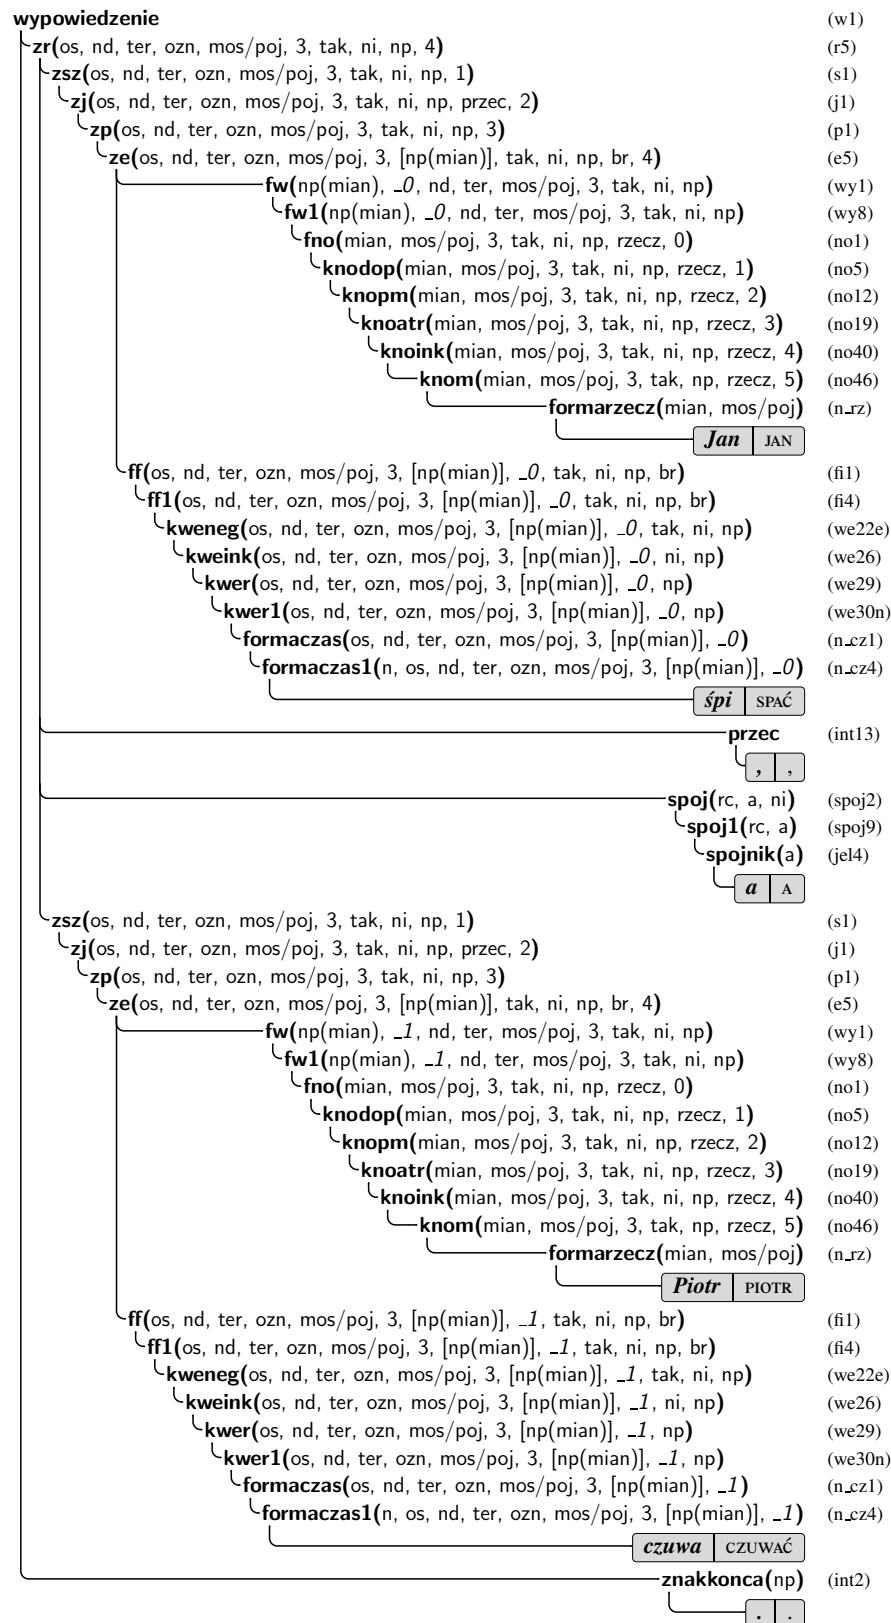 wypowiedzenie (w1)
zr(os, nd, ter, ozn, mos/poj, 3, tak, ni, np, 4) (r5)
zsz(os, nd, ter, ozn, mos/poj, 3, tak, ni, np, 1) (s1)
zj(os, nd, ter, ozn, mos/poj, 3, tak, ni, np, przec, 2) (j1)
zp(os, nd, ter, ozn, mos/poj, 3, tak, ni, np, 3) (p1)
ze(os, nd, ter, ozn, mos/poj, 3, [np(mian)], tak, ni, np, br, 4) (e5)
fw(np(mian), _0, nd, ter, mos/poj, 3, tak, ni, np) (wy1)
fw1(np(mian), _0, nd, ter, mos/poj, 3, tak, ni, np) (wy8)
fno(mian, mos/poj, 3, tak, ni, np, rzecz, 0) (no1)
knodop(mian, mos/poj, 3, tak, ni, np, rzecz, 1) (no5)
knopm(mian, mos/poj, 3, tak, ni, np, rzecz, 2) (no12)
knoatr(mian, mos/poj, 3, tak, ni, np, rzecz, 3) (no19)
knoink(mian, mos/poj, 3, tak, ni, np, rzecz, 4) (no40)
knom(mian, mos/poj, 3, tak, np, rzecz, 5) (no46)
formarzecz(mian, mos/poj) (n_rz)
Jan JAN
ff(os, nd, ter, ozn, mos/poj, 3, [np(mian)], _0, tak, ni, np, br) (fi1)
ff1(os, nd, ter, ozn, mos/poj, 3, [np(mian)], _0, tak, ni, np, br) (fi4)
kweneg(os, nd, ter, ozn, mos/poj, 3, [np(mian)], _0, tak, ni, np) (we22e)
kweink(os, nd, ter, ozn, mos/poj, 3, [np(mian)], _0, ni, np) (we26)
kwer(os, nd, ter, ozn, mos/poj, 3, [np(mian)], _0, np) (we29)
kwer1(os, nd, ter, ozn, mos/poj, 3, [np(mian)], _0, np) (we30n)
formaczas(os, nd, ter, ozn, mos/poj, 3, [np(mian)], _0) (n_cz1)
formaczas1(n, os, nd, ter, ozn, mos/poj, 3, [np(mian)], _0) (n_cz4)
śpi SPAĆ
przec (int13)
, ,
spoj(rc, a, ni) (spoj2)
spoj1(rc, a) (spoj9)
spojnik(a) (jel4)
a A
zsz(os, nd, ter, ozn, mos/poj, 3, tak, ni, np, 1) (s1)
zj(os, nd, ter, ozn, mos/poj, 3, tak, ni, np, przec, 2) (j1)
zp(os, nd, ter, ozn, mos/poj, 3, tak, ni, np, 3) (p1)
ze(os, nd, ter, ozn, mos/poj, 3, [np(mian)], tak, ni, np, br, 4) (e5)
fw(np(mian), _1, nd, ter, mos/poj, 3, tak, ni, np) (wy1)
fw1(np(mian), _1, nd, ter, mos/poj, 3, tak, ni, np) (wy8)
fno(mian, mos/poj, 3, tak, ni, np, rzecz, 0) (no1)
knodop(mian, mos/poj, 3, tak, ni, np, rzecz, 1) (no5)
knopm(mian, mos/poj, 3, tak, ni, np, rzecz, 2) (no12)
knoatr(mian, mos/poj, 3, tak, ni, np, rzecz, 3) (no19)
knoink(mian, mos/poj, 3, tak, ni, np, rzecz, 4) (no40)
knom(mian, mos/poj, 3, tak, np, rzecz, 5) (no46)
formarzecz(mian, mos/poj) (n_rz)
Piotr PIOTR
ff(os, nd, ter, ozn, mos/poj, 3, [np(mian)], _1, tak, ni, np, br) (fi1)
ff1(os, nd, ter, ozn, mos/poj, 3, [np(mian)], _1, tak, ni, np, br) (fi4)
kweneg(os, nd, ter, ozn, mos/poj, 3, [np(mian)], _1, tak, ni, np) (we22e)
kweink(os, nd, ter, ozn, mos/poj, 3, [np(mian)], _1, ni, np) (we26)
kwer(os, nd, ter, ozn, mos/poj, 3, [np(mian)], _1, np) (we29)
kwer1(os, nd, ter, ozn, mos/poj, 3, [np(mian)], _1, np) (we30n)
formaczas(os, nd, ter, ozn, mos/poj, 3, [np(mian)], _1) (n_cz1)
formaczas1(n, os, nd, ter, ozn, mos/poj, 3, [np(mian)], _1) (n_cz4)
czuwa CZUWAĆ
znakkonca(np) (int2)
. .